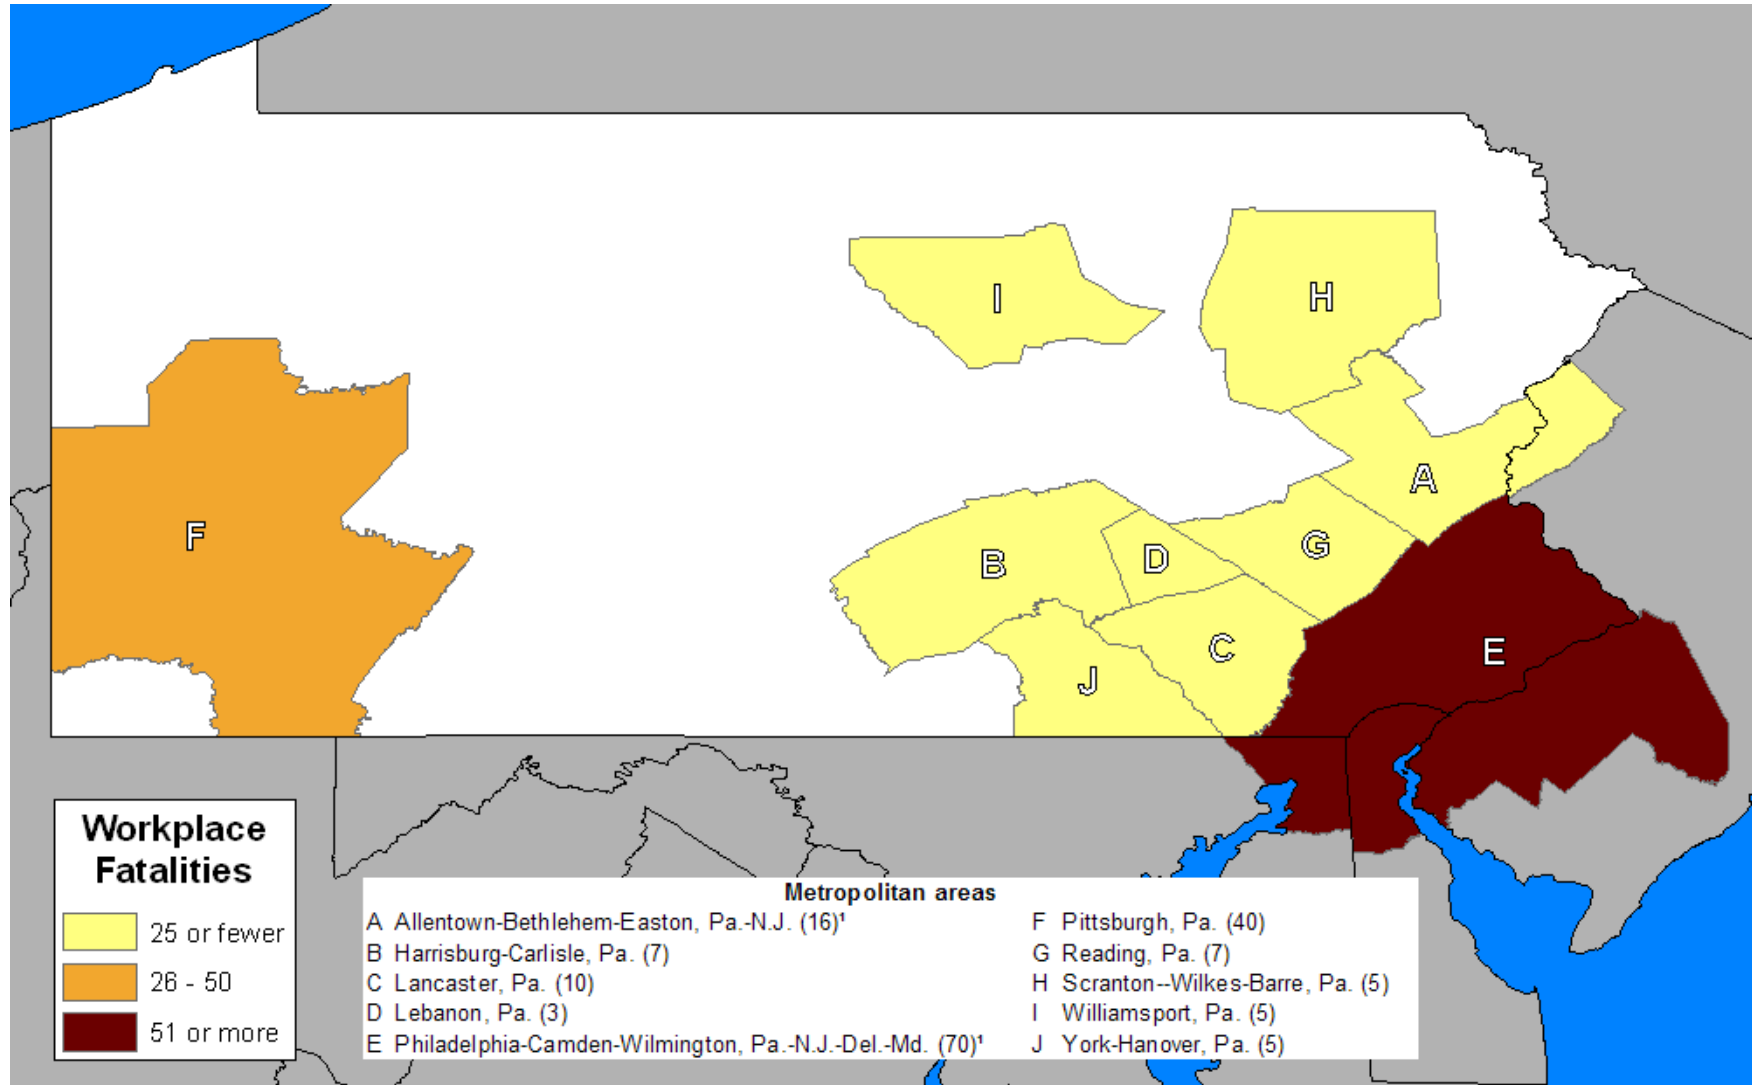 I
H
F
A
G
B
D
C
E
J
Workplace
Fatalities
25 or fewer
26 - 50
51 or more
Metropolitan areas
A Allentown-Bethlehem-Easton, Pa.-N.J. (16)¹
B Harrisburg-Carlisle, Pa. (7)
C Lancaster, Pa. (10)
D Lebanon, Pa. (3)
E Philadelphia-Camden-Wilmington, Pa.-N.J.-Del.-Md. (70)¹
F Pittsburgh, Pa. (40)
G Reading, Pa. (7)
H Scranton--Wilkes-Barre, Pa. (5)
I Williamsport, Pa. (5)
J York-Hanover, Pa. (5)